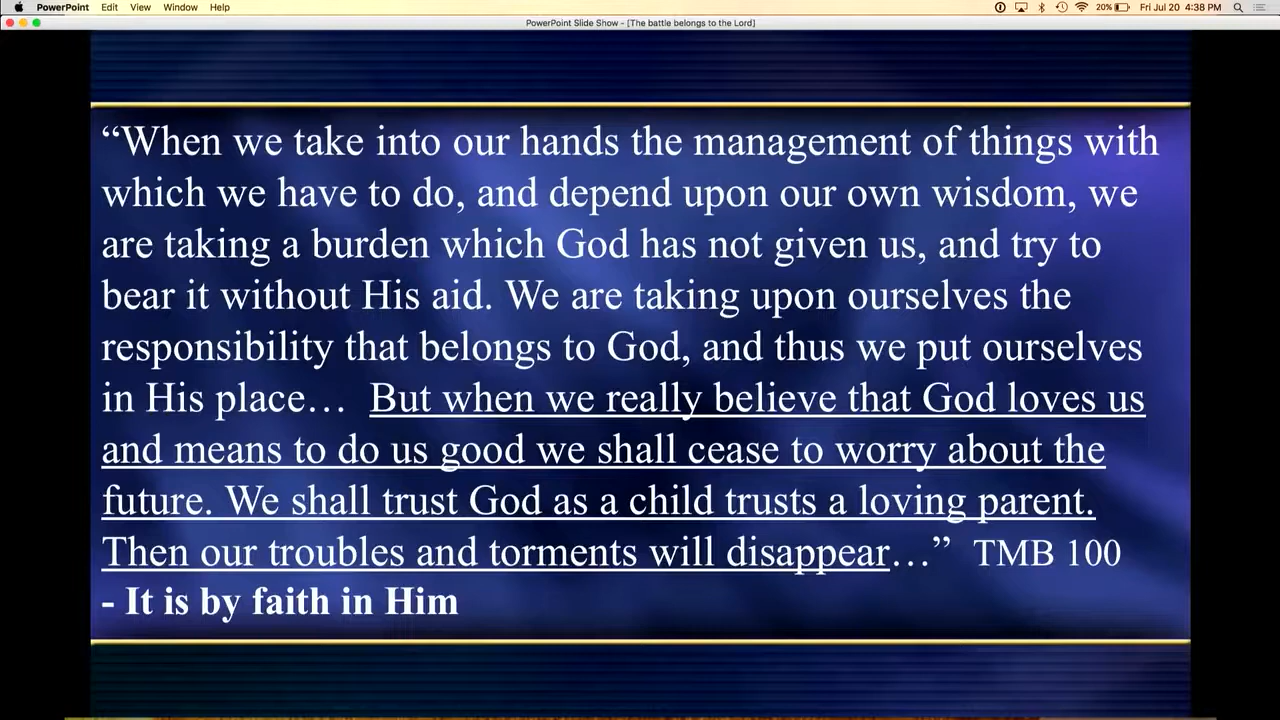 PowerPoint Edit View Window Help 20% Fri Jul 20 4:38 PM
PowerPoint Slide Show - [The battle belongs to the Lord]
“When we take into our hands the management of things with
which we have to do, and depend upon our own wisdom, we
are taking a burden which God has not given us, and try to
bear it without His aid. We are taking upon ourselves the
responsibility that belongs to God, and thus we put ourselves
in His place… But when we really believe that God loves us
and means to do us good we shall cease to worry about the
future. We shall trust God as a child trusts a loving parent.
Then our troubles and torments will disappear…” TMB 100
- It is by faith in Him